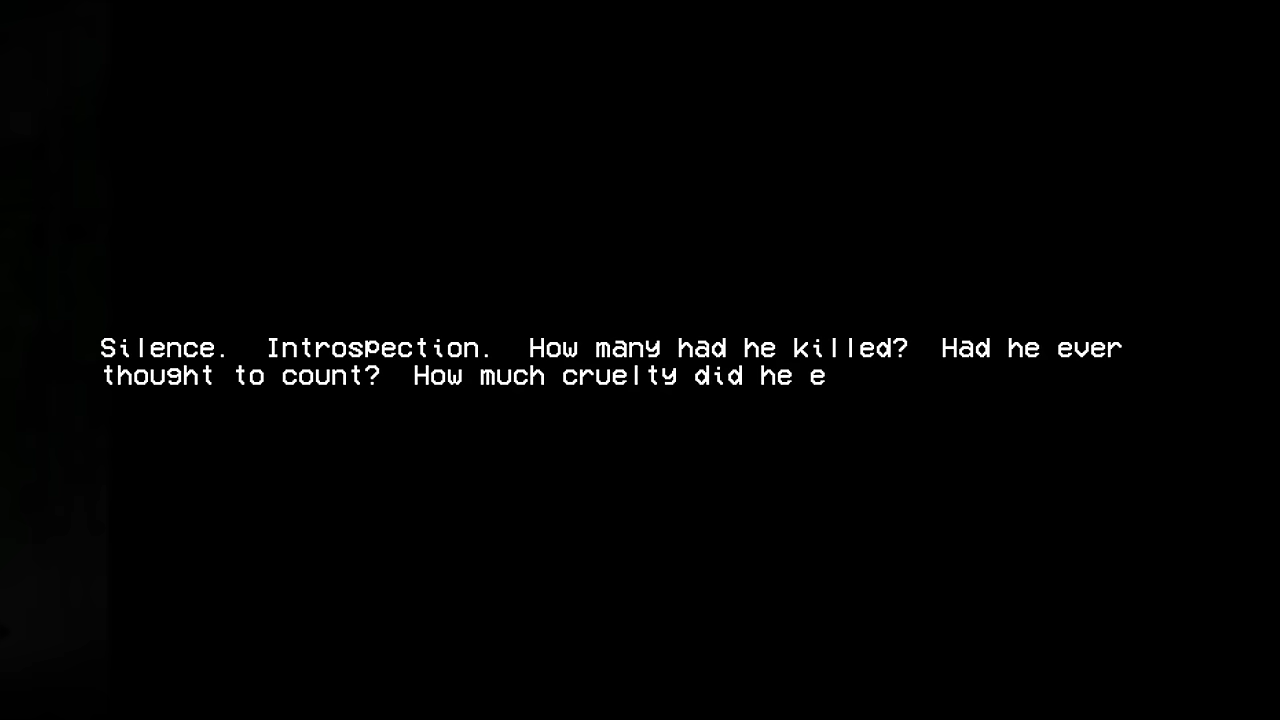 Silence.  Introspection.  How many had he killed?  Had he ever
thought to count?  How much cruelty did he e